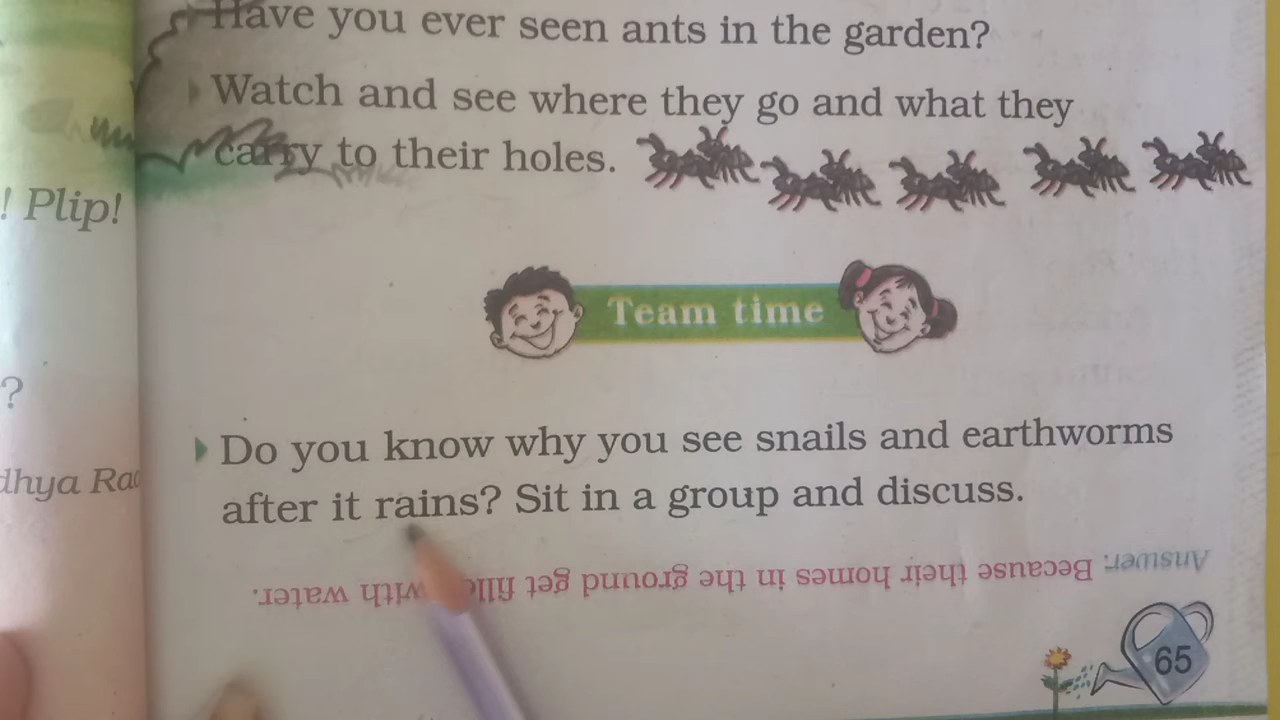 Have you ever seen ants in the garden?
Watch and see where they go and what they
carry to their holes.
! Plip!
Team time
?
Do you know why you see snails and earthworms
after it rains? Sit in a group and discuss.
Answer: Because their homes in the ground get with water.
65